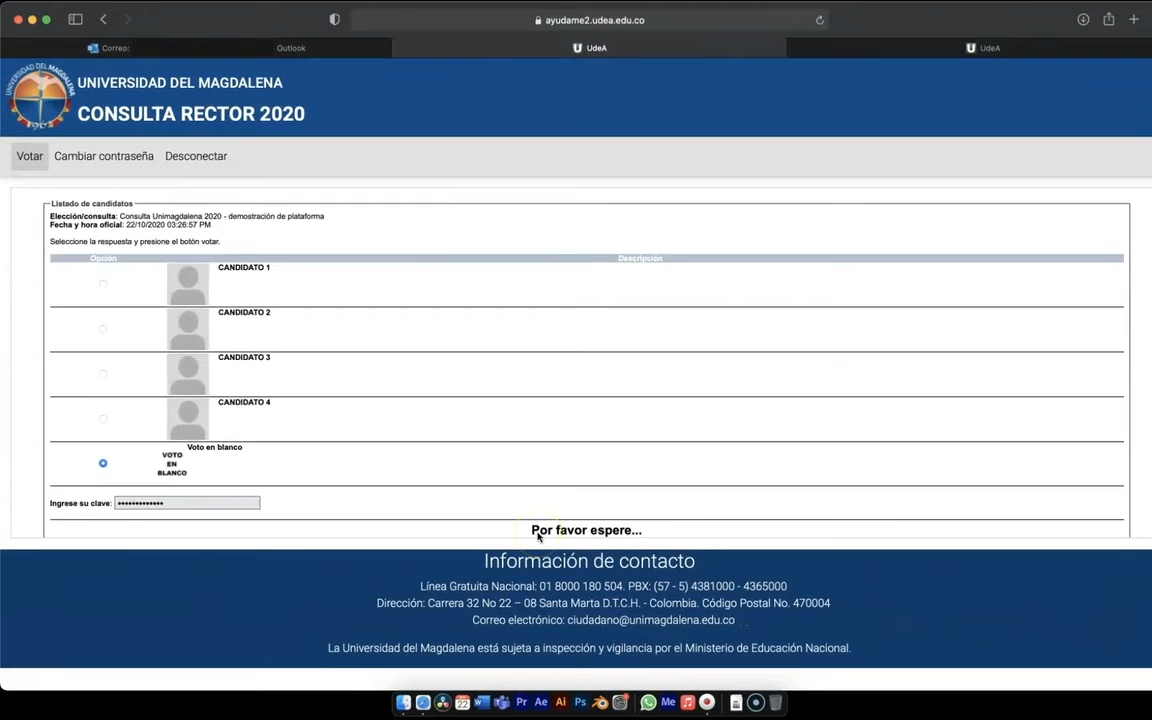 ayudame2.udea.edu.co
Correo: Outlook
UdeA
UdeA
UNIVERSIDAD DEL MAGDALENA
CONSULTA RECTOR 2020
Votar Cambiar contraseña Desconectar
Listado de candidatos
Elección/consulta: Consulta Unimagdalena 2020 - demostración de plataforma
Fecha y hora oficial: 22/10/2020 03:26:57 PM
Seleccione la respuesta y presione el botón votar.
Opción Descripción
CANDIDATO 1
CANDIDATO 2
CANDIDATO 3
CANDIDATO 4
Voto en blanco
VOTO
EN
BLANCO
Ingrese su clave: •••••••••••••
Por favor espere...
Información de contacto
Línea Gratuita Nacional: 01 8000 180 504. PBX: (57 - 5) 4381000 - 4365000
Dirección: Carrera 32 No 22 – 08 Santa Marta D.T.C.H. - Colombia. Código Postal No. 470004
Correo electrónico: ciudadano@unimagdalena.edu.co
La Universidad del Magdalena está sujeta a inspección y vigilancia por el Ministerio de Educación Nacional.
22 W Pr Ae Ai Ps Me